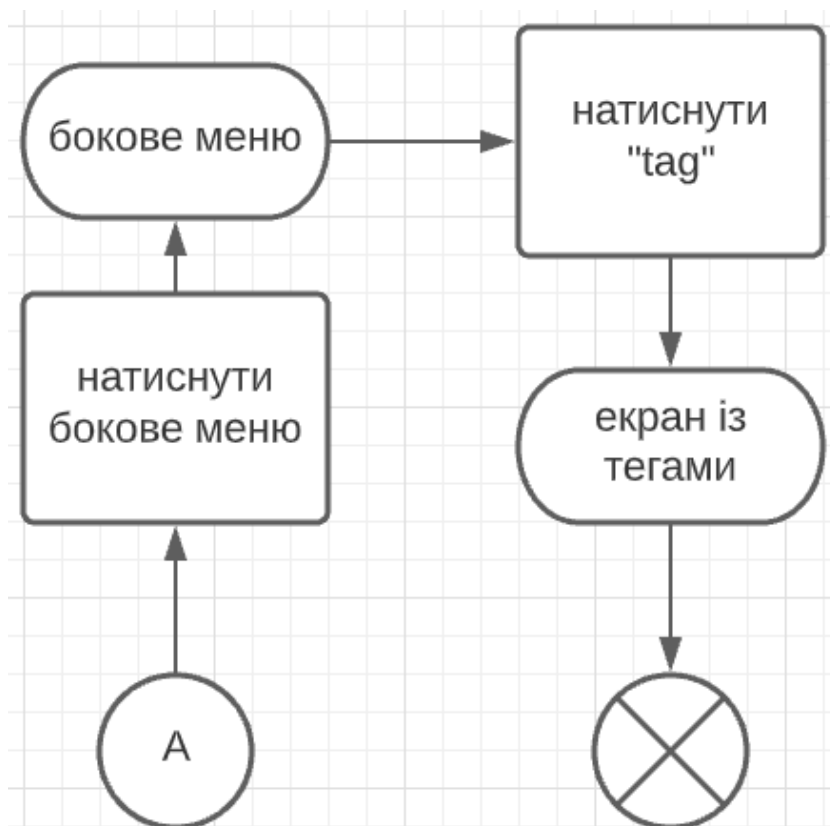 бокове меню
натиснути
"tag"
натиснути
бокове меню
екран із
тегами
A